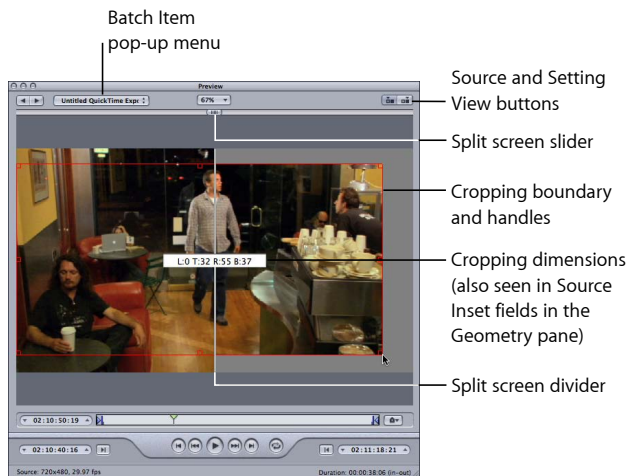 Batch Item
pop-up menu
Preview
Untitled QuickTime Expc
67%
Source and Setting
View buttons
Split screen slider
Cropping boundary
and handles
L:0 T:32 R:55 B:37
Cropping dimensions
(also seen in Source
Inset fields in the
Geometry pane)
Split screen divider
02:10:50:19
02:10:40:16
02:11:18:21
Source: 720x480, 29.97 fps
Duration: 00:00:38:06 (in-out)